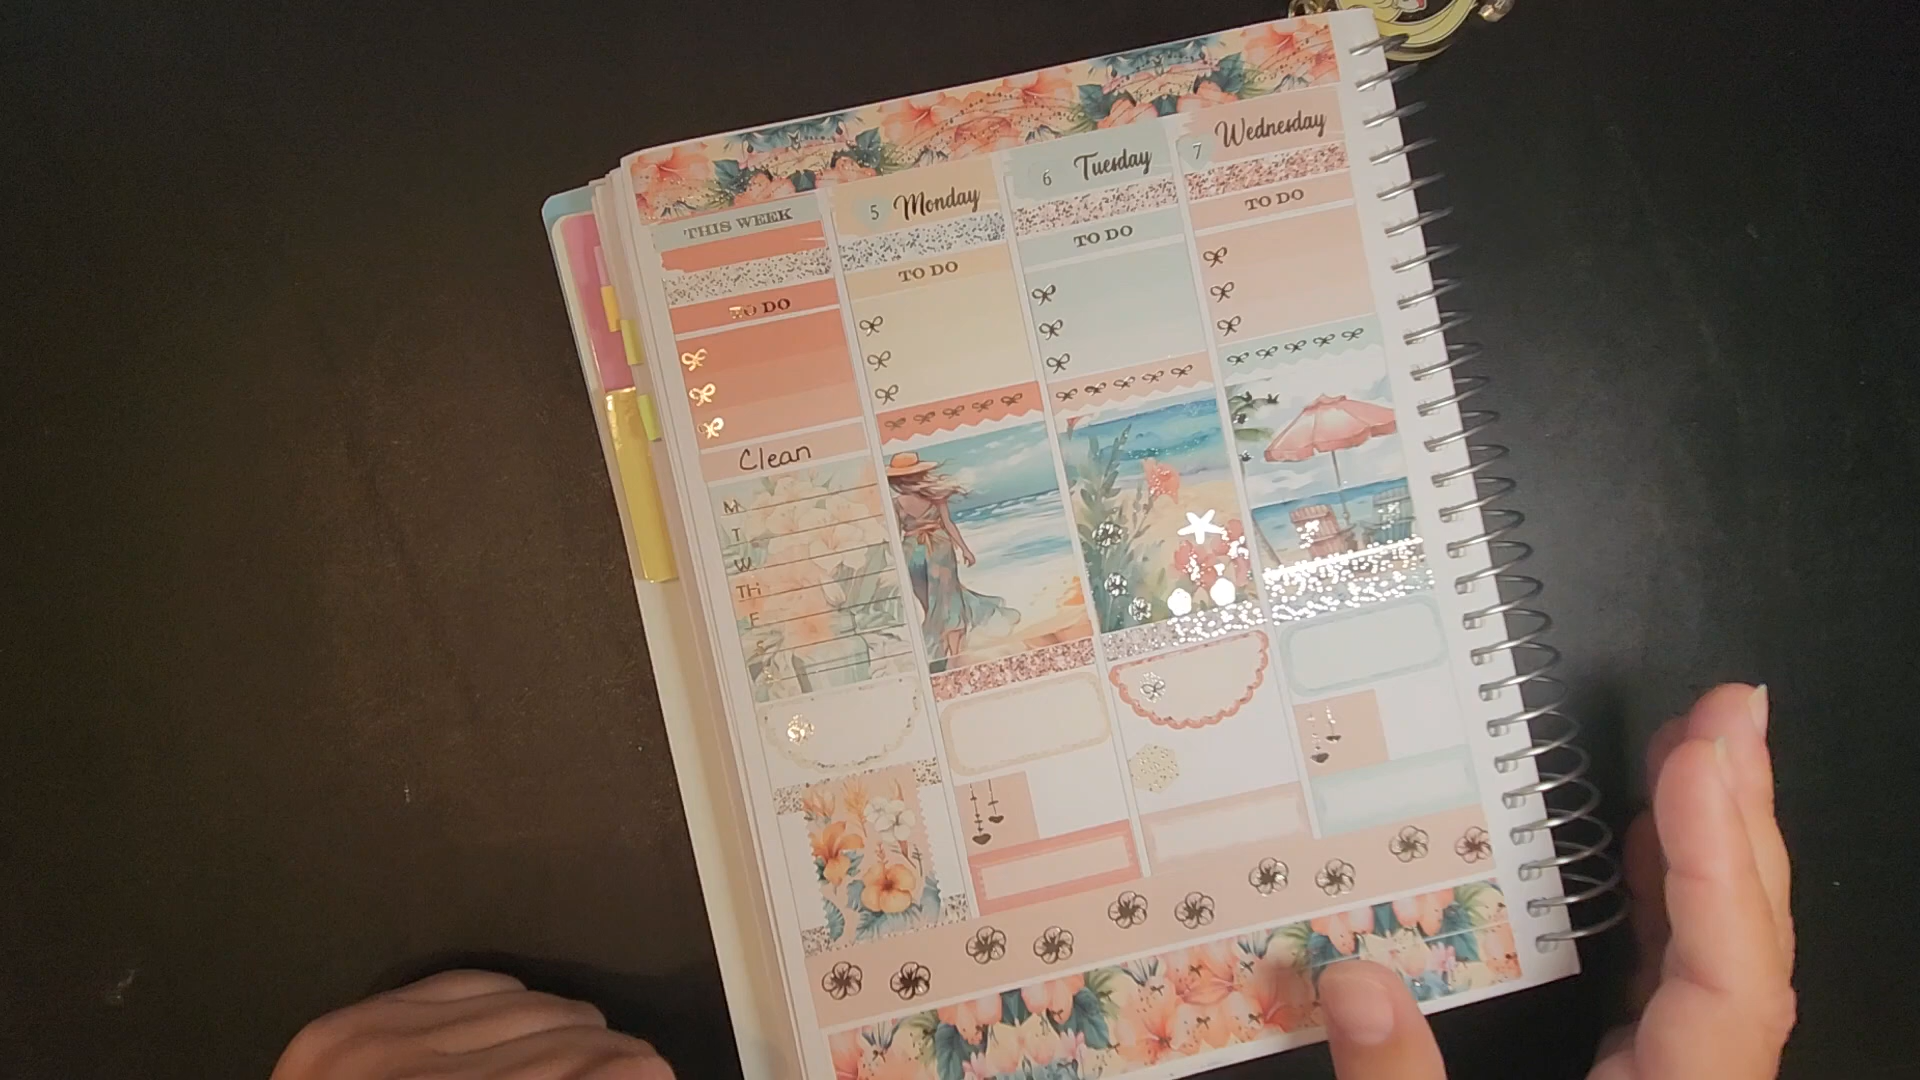 THIS WEEK
TO DO
Clean
M
T
W
TH
F
S
5 Monday
TO DO
6 Tuesday
TO DO
7 Wednesday
TO DO